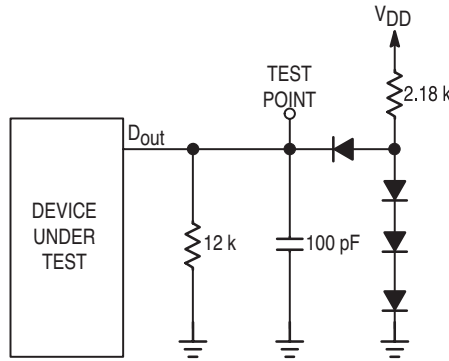 VDD
2.18 k
TEST
POINT
Dout
DEVICE
UNDER
TEST
12 k
100 pF